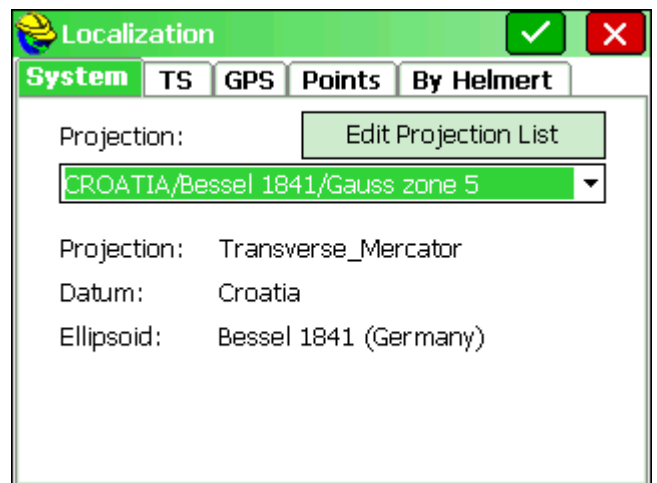 Localization
System TS GPS Points By Helmert
Projection: Edit Projection List
CROATIA/Bessel 1841/Gauss zone 5
Projection: Transverse_Mercator
Datum: Croatia
Ellipsoid: Bessel 1841 (Germany)